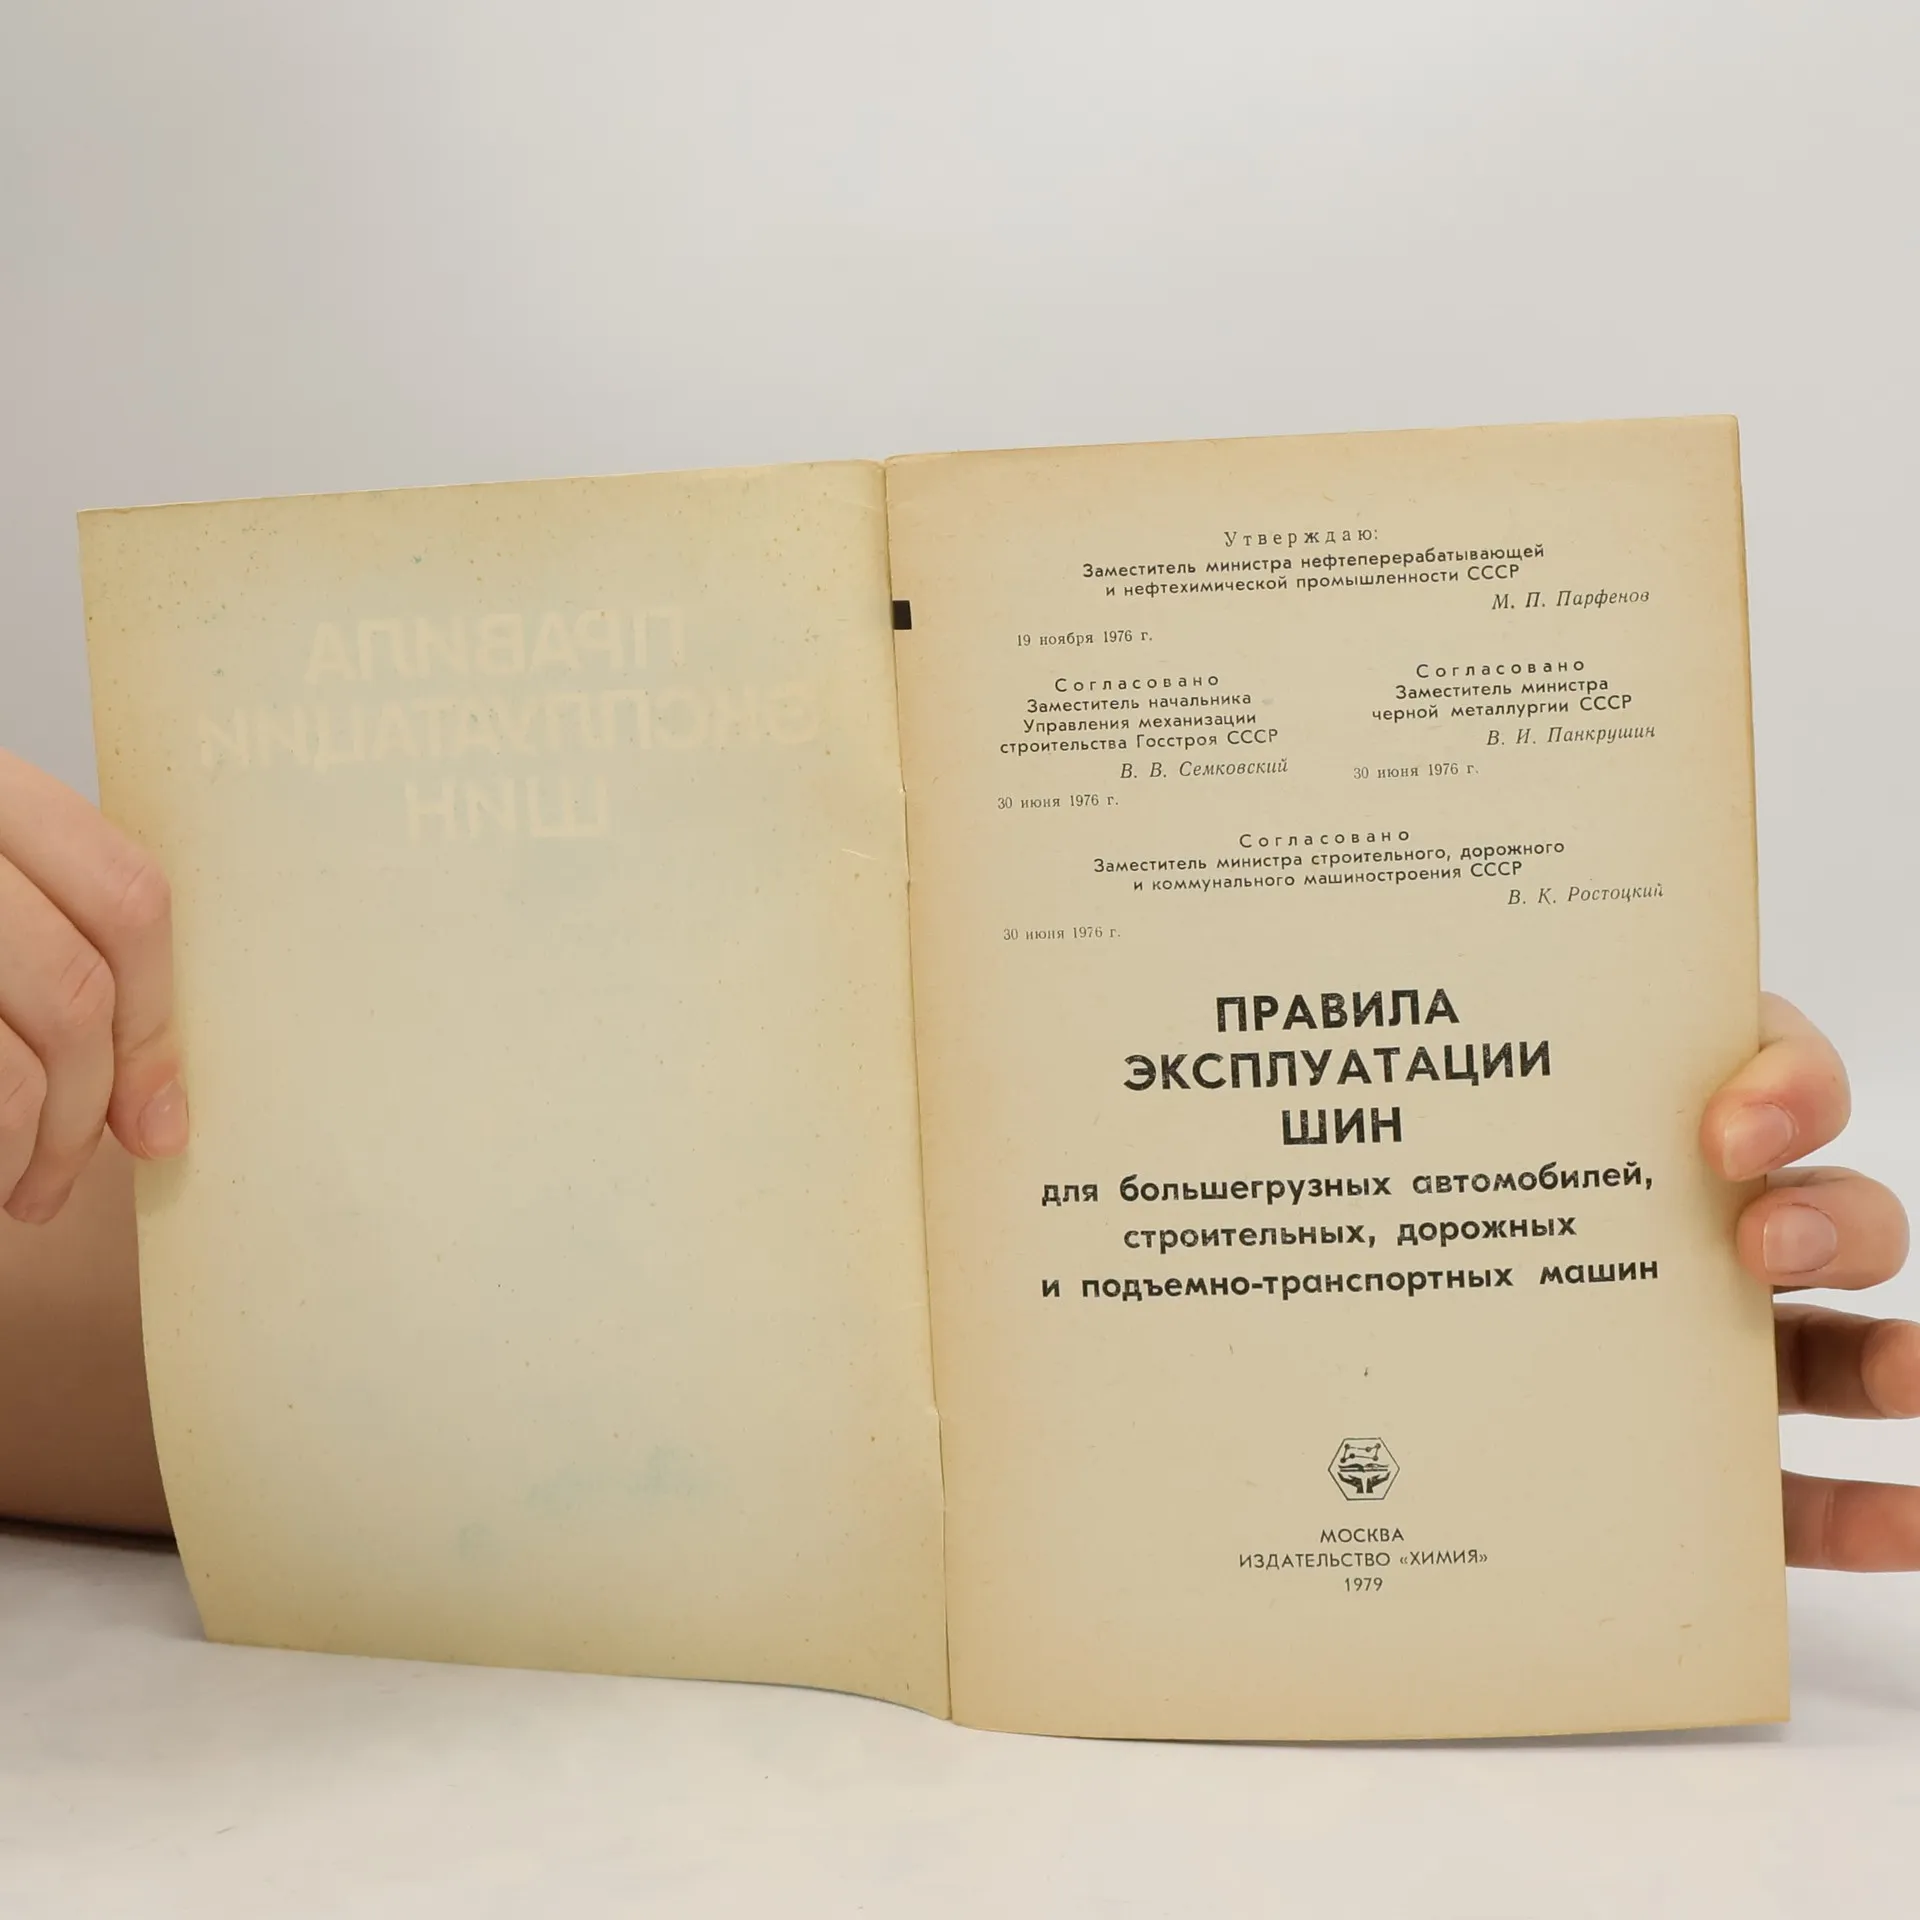 ПРАВИЛА
ЭКСПЛУАТАЦИИ
ШИН
Утверждаю:
Заместитель министра нефтеперерабатывающей
и нефтехимической промышленности СССР
М. П. Парфенов
19 ноября 1976 г.
Согласовано
Заместитель начальника
Управления механизации
строительства Госстроя СССР
В. В. Семковский
30 июня 1976 г.
Согласовано
Заместитель министра
черной металлургии СССР
В. И. Панкрушин
30 июня 1976 г.
Согласовано
Заместитель министра строительного, дорожного
и коммунального машиностроения СССР
В. К. Ростоцкий
30 июня 1976 г.
ПРАВИЛА
ЭКСПЛУАТАЦИИ
ШИН
для большегрузных автомобилей,
строительных, дорожных
и подъемно-транспортных машин
МОСКВА
ИЗДАТЕЛЬСТВО «ХИМИЯ»
1979